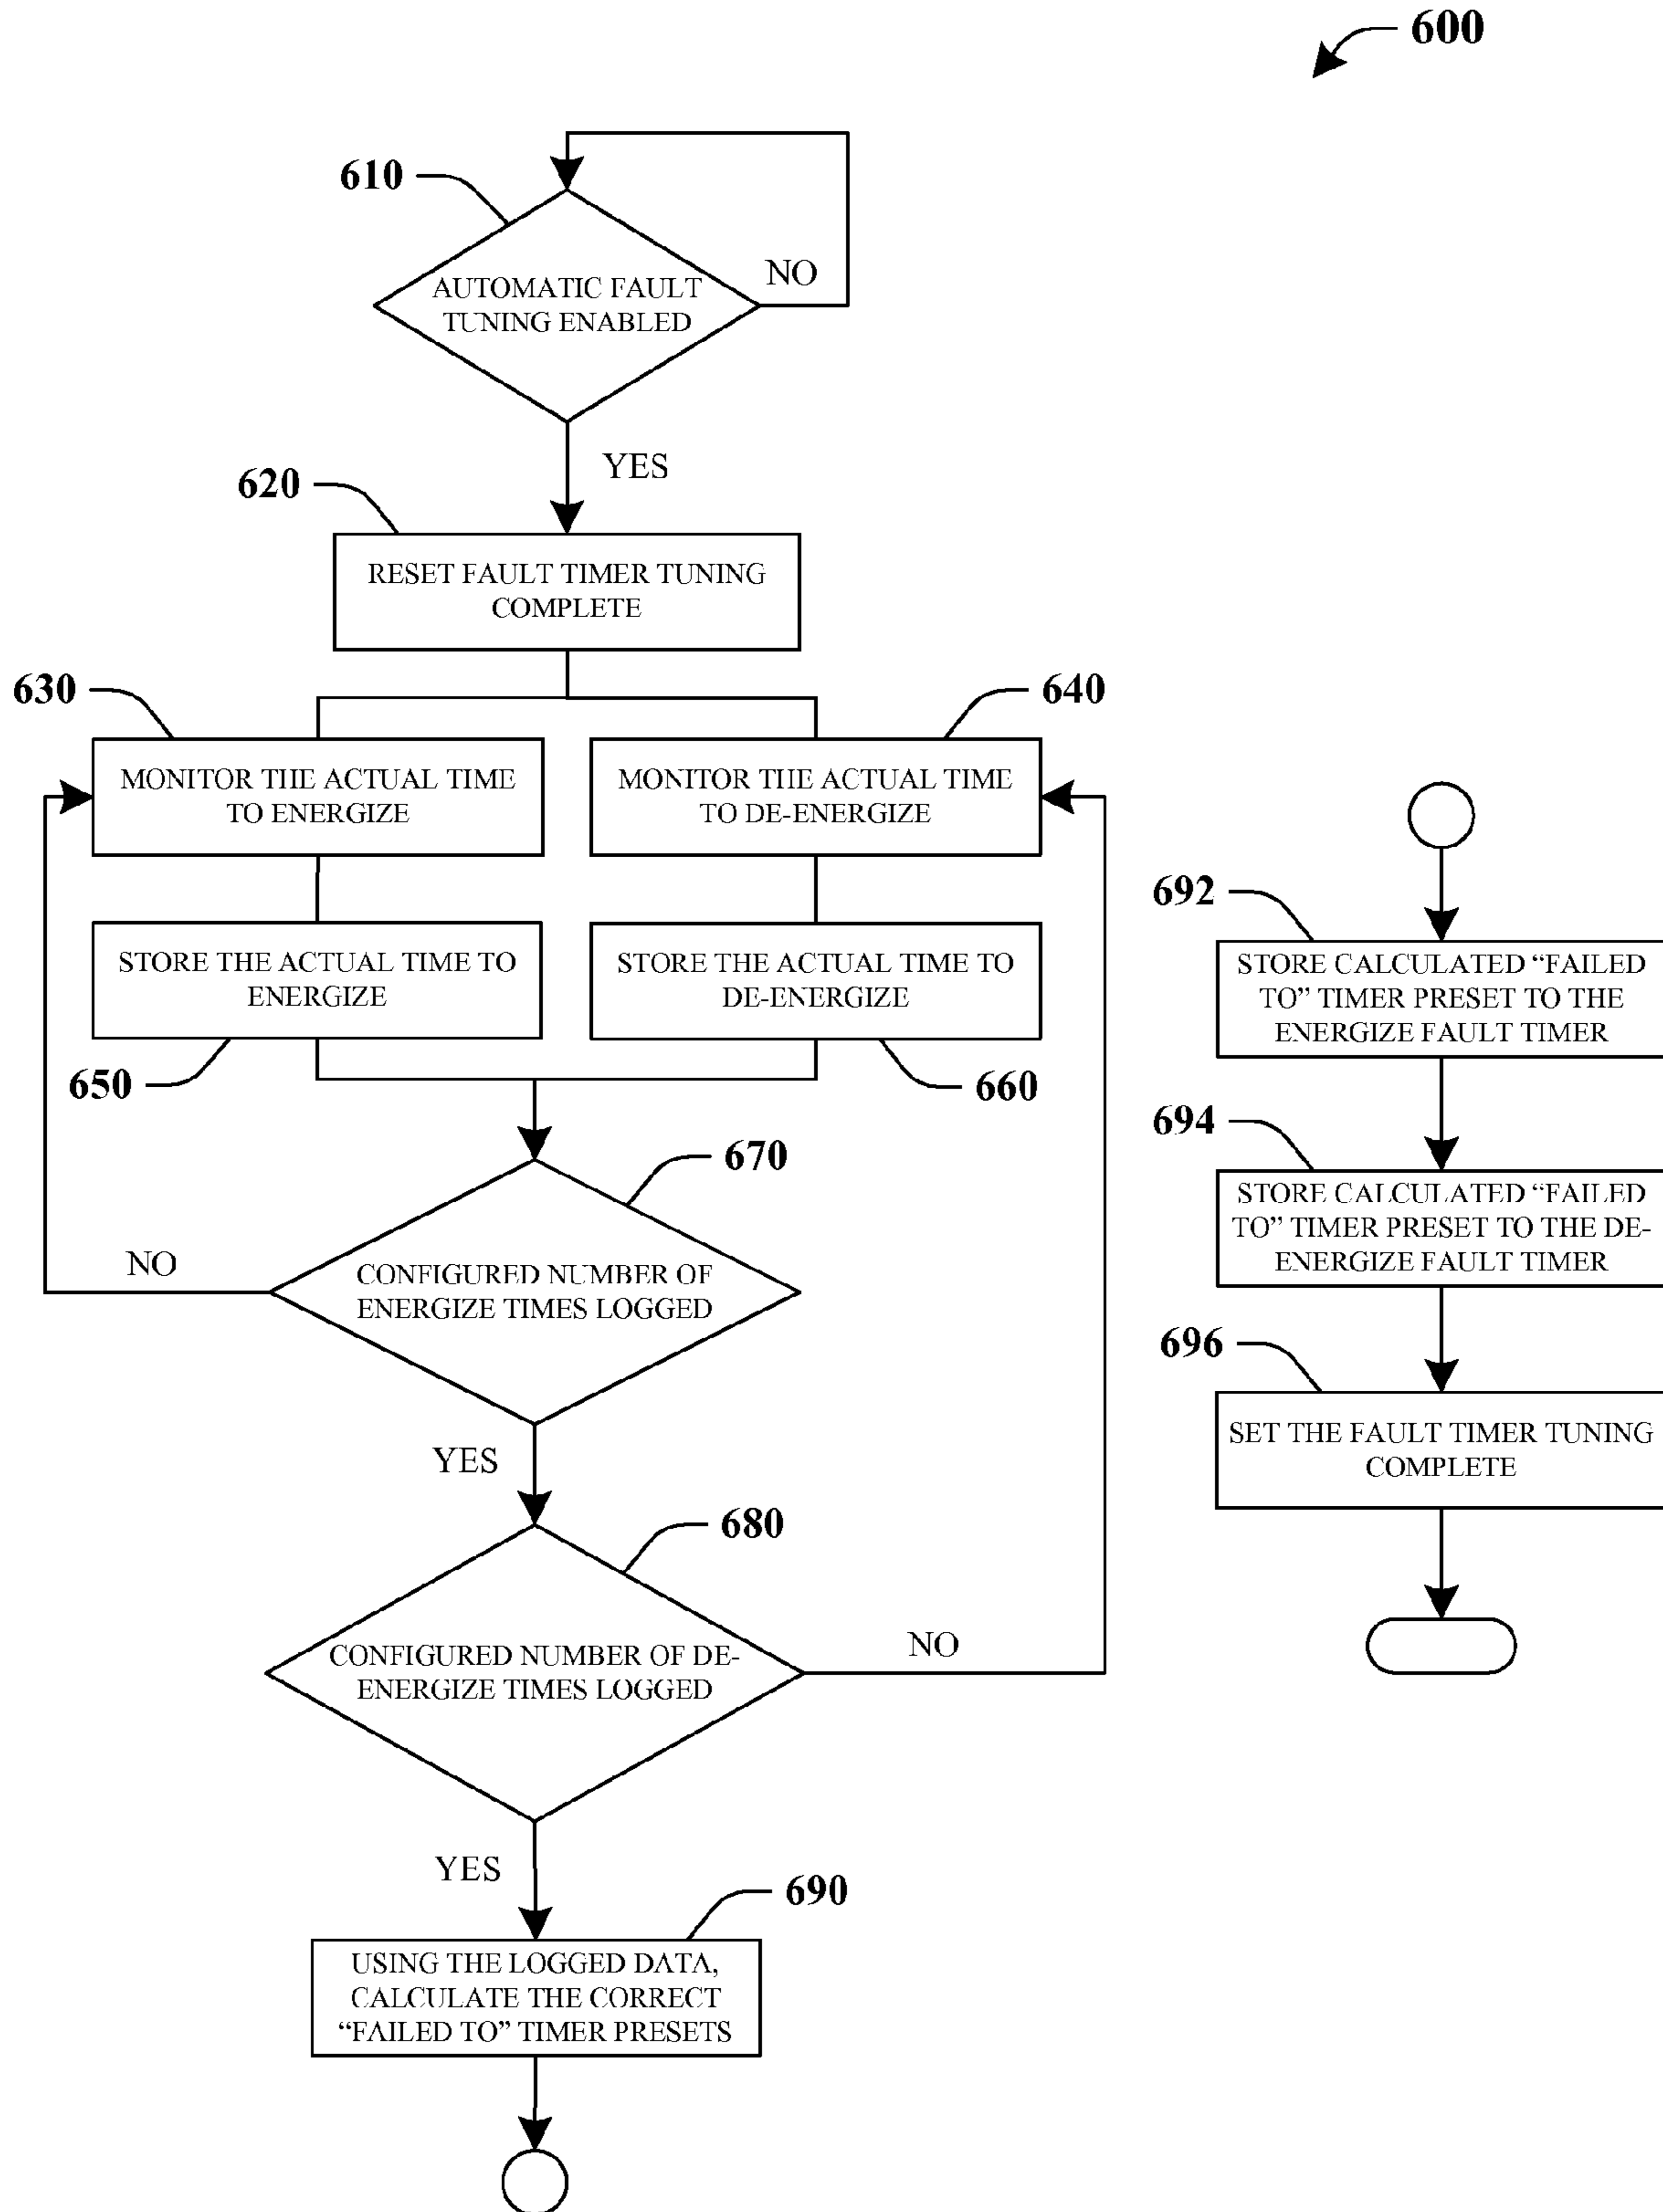 600
610
AUTOMATIC FAULT
TUNING ENABLED
NO
YES
620
RESET FAULT TIMER TUNING
COMPLETE
630
640
MONITOR THE ACTUAL TIME
TO ENERGIZE
MONITOR THE ACTUAL TIME
TO DE-ENERGIZE
STORE THE ACTUAL TIME TO
ENERGIZE
STORE THE ACTUAL TIME TO
DE-ENERGIZE
650
660
670
NO
CONFIGURED NUMBER OF
ENERGIZE TIMES LOGGED
YES
680
NO
CONFIGURED NUMBER OF DE-
ENERGIZE TIMES LOGGED
YES
690
USING THE LOGGED DATA,
CALCULATE THE CORRECT
“FAILED TO” TIMER PRESETS
692
STORE CALCULATED “FAILED
TO” TIMER PRESET TO THE
ENERGIZE FAULT TIMER
694
STORE CALCULATED “FAILED
TO” TIMER PRESET TO THE DE-
ENERGIZE FAULT TIMER
696
SET THE FAULT TIMER TUNING
COMPLETE